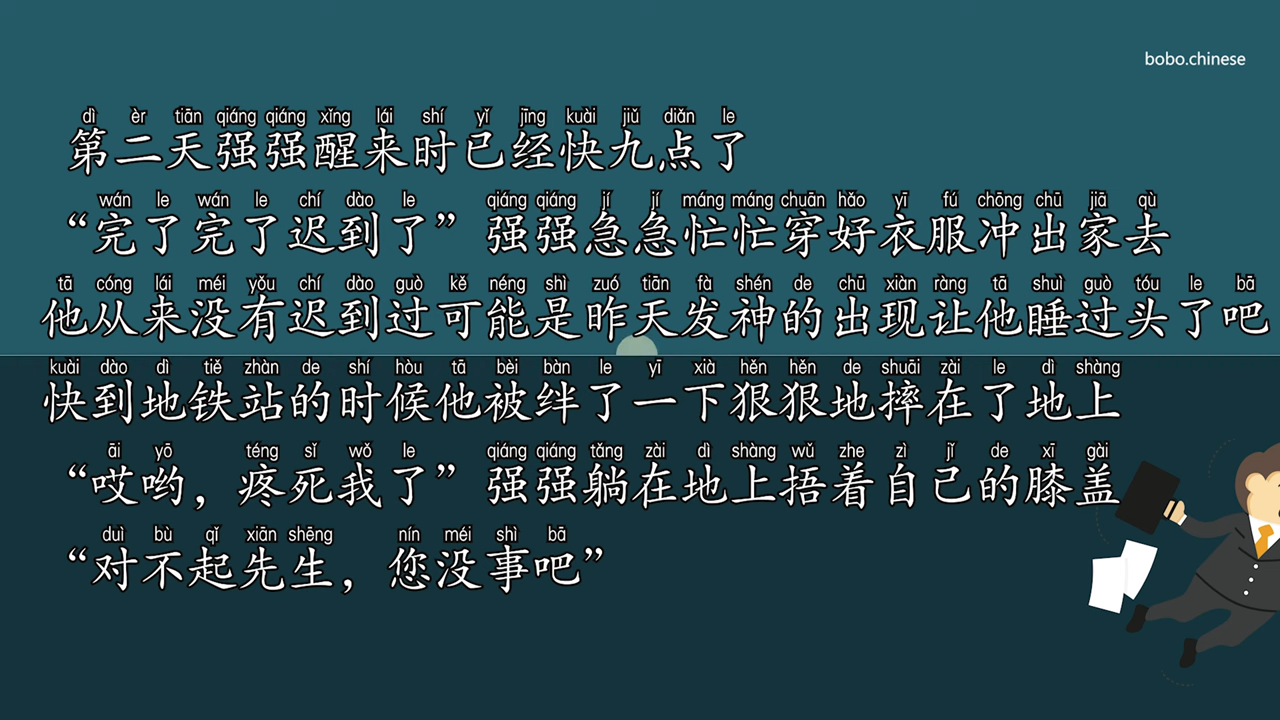 bobo.chinese
dì èr tiān qiáng qiáng xǐng lái shí yǐ jīng kuài jiǔ diǎn le
第二天强强醒来时已经快九点了
wán le wán le chí dào le qiáng qiáng jí jí máng máng chuān hǎo yī fú chōng chū jiā qù
“完了完了迟到了”强强急急忙忙穿好衣服冲出家去
tā cóng lái méi yǒu chí dào guò kě néng shì zuó tiān fà shén de chū xiàn ràng tā shuì guò tóu le bā
他从来没有迟到过可能是昨天发神的出现让他睡过头了吧
kuài dào dì tiě zhàn de shí hòu tā bèi bàn le yī xià hěn hěn de shuāi zài le dì shàng
快到地铁站的时候他被绊了一下狠狠地摔在了地上
āi yō téng sǐ wǒ le qiáng qiáng tǎng zài dì shàng wǔ zhe zì jǐ de xī gài
“哎哟，疼死我了”强强躺在地上捂着自己的膝盖
duì bù qǐ xiān shēng nín méi shì bā
“对不起先生，您没事吧”